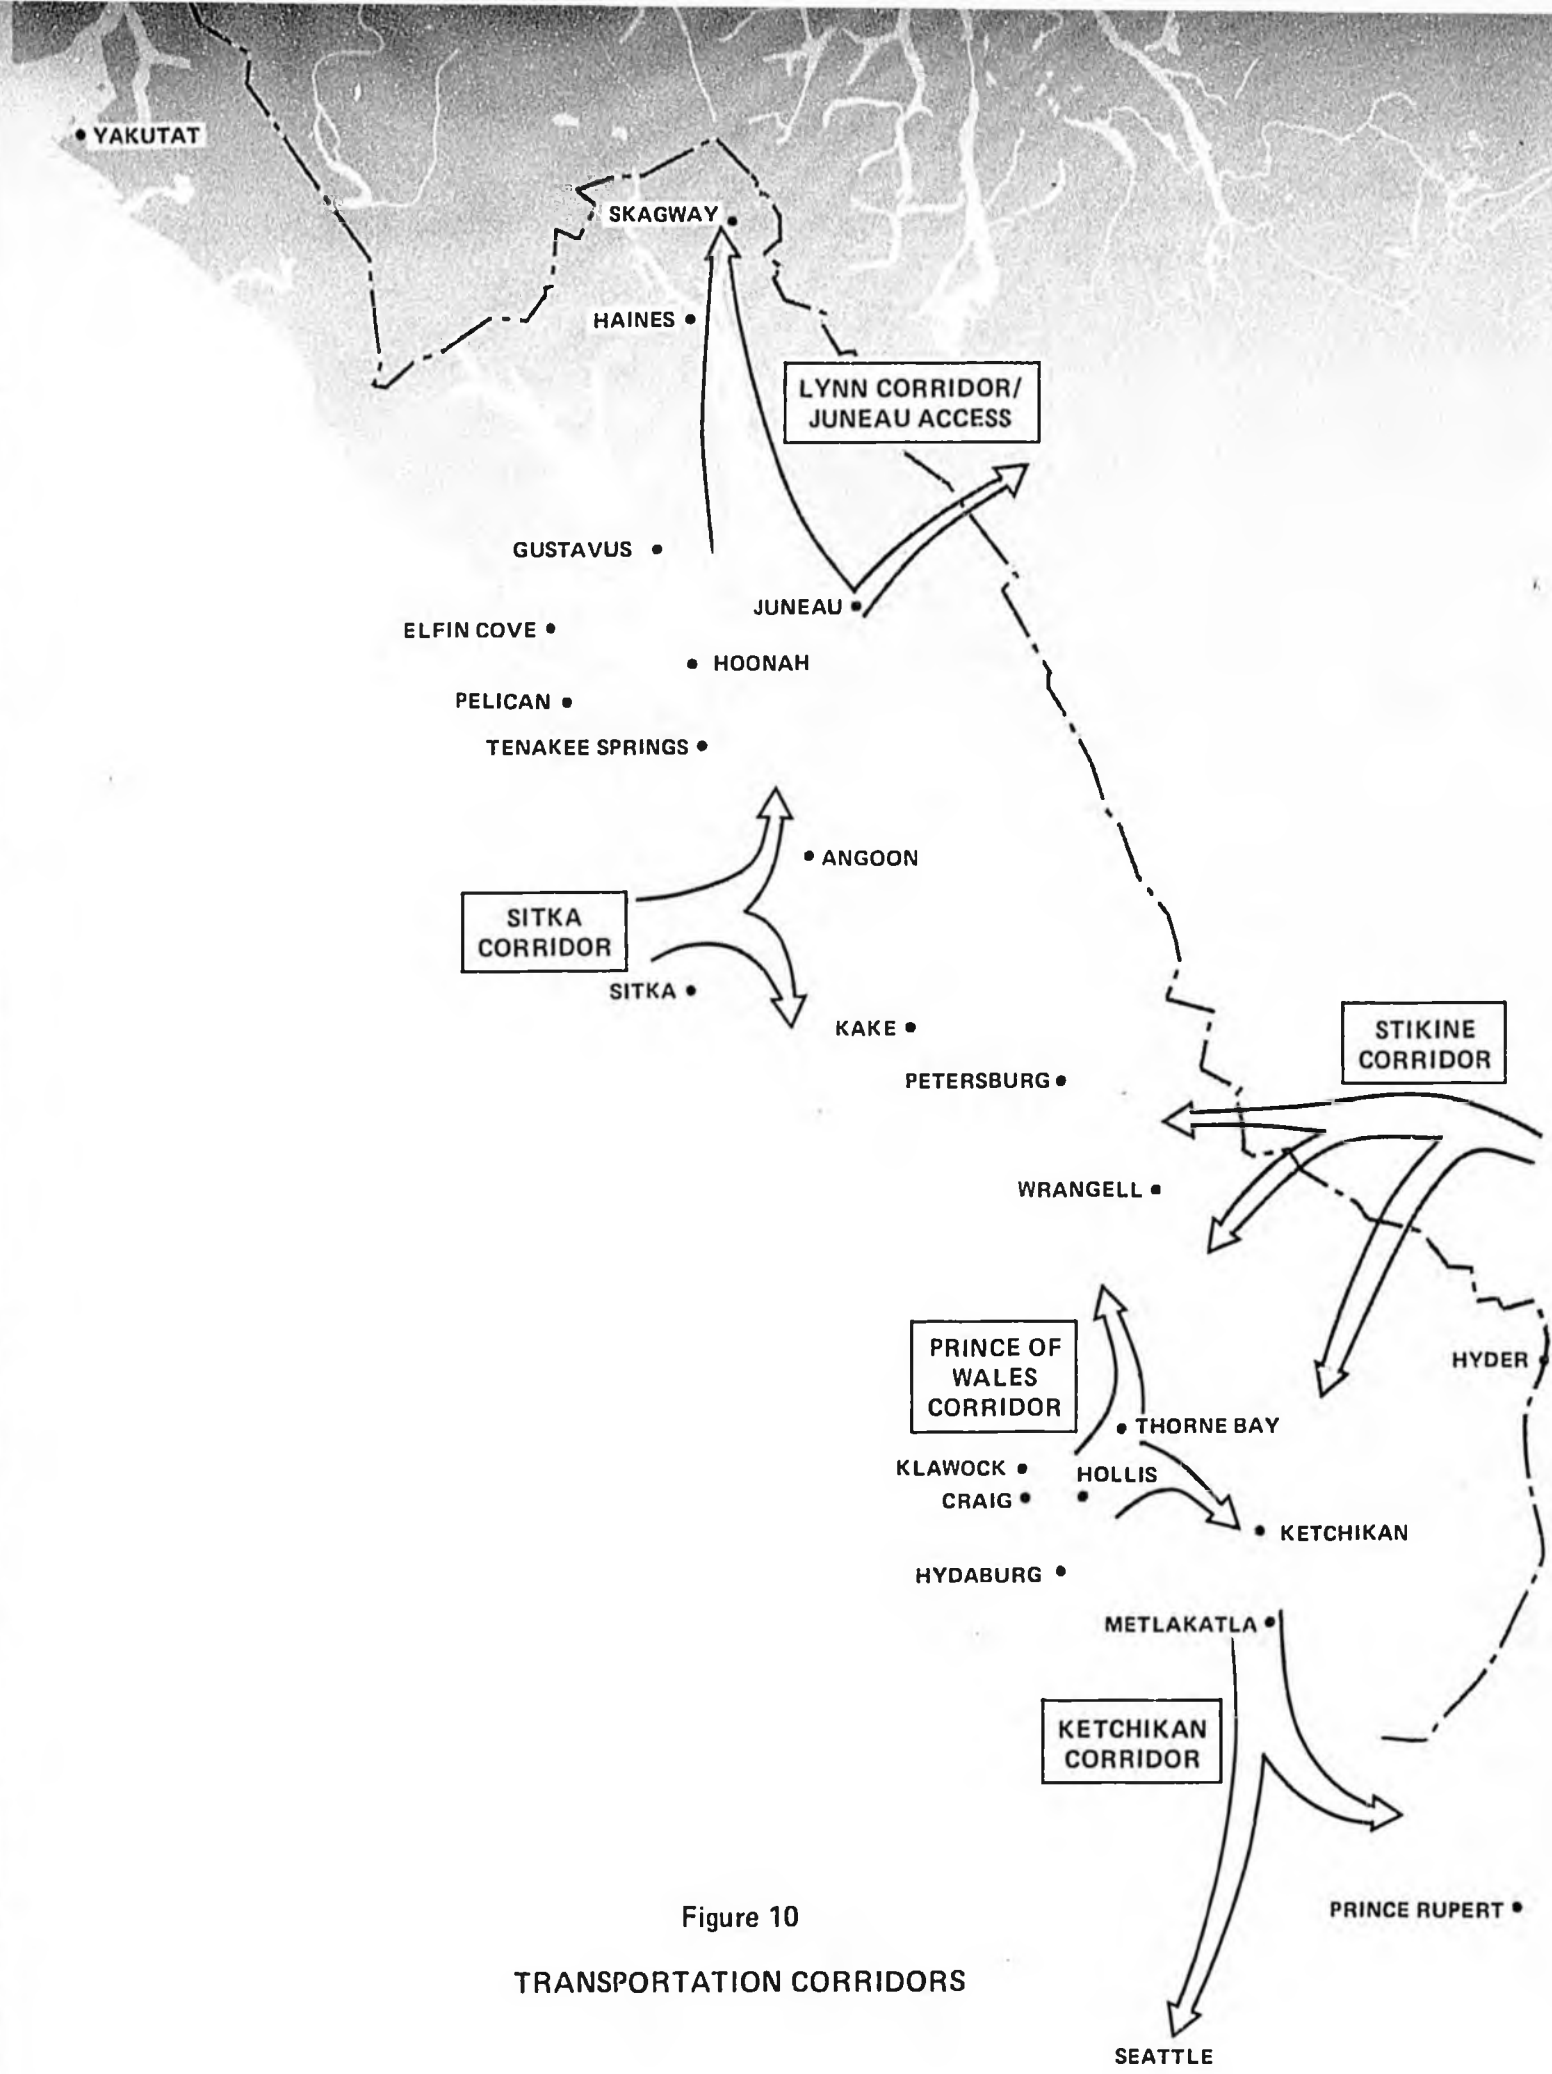 YAKUTAT
SKAGWAY
HAINES
LYNN CORRIDOR/
JUNEAU ACCESS
GUSTAVUS
JUNEAU
ELFIN COVE
HOONAH
PELICAN
TENAKEE SPRINGS
ANGOON
SITKA
CORRIDOR
SITKA
KAKE
STIKINE
CORRIDOR
PETERSBURG
WRANGELL
PRINCE OF
WALES
CORRIDOR
HYDER
THORNE BAY
KLAWOCK
HOLLIS
CRAIG
KETCHIKAN
HYDABURG
METLAKATLA
KETCHIKAN
CORRIDOR
PRINCE RUPERT
Figure 10
TRANSPORTATION CORRIDORS
SEATTLE